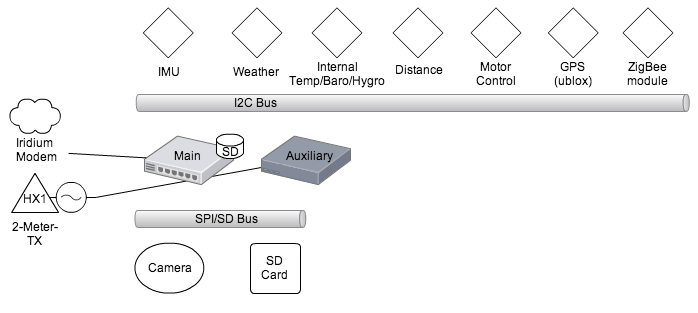 IMU
Weather
Internal
Temp/Baro/Hygro
Distance
Motor
Control
GPS
(ublox)
ZigBee
module
I2C Bus
Iridium
Modem
Main
SD
Auxiliary
HX1
2-Meter-
TX
SPI/SD Bus
Camera
SD
Card